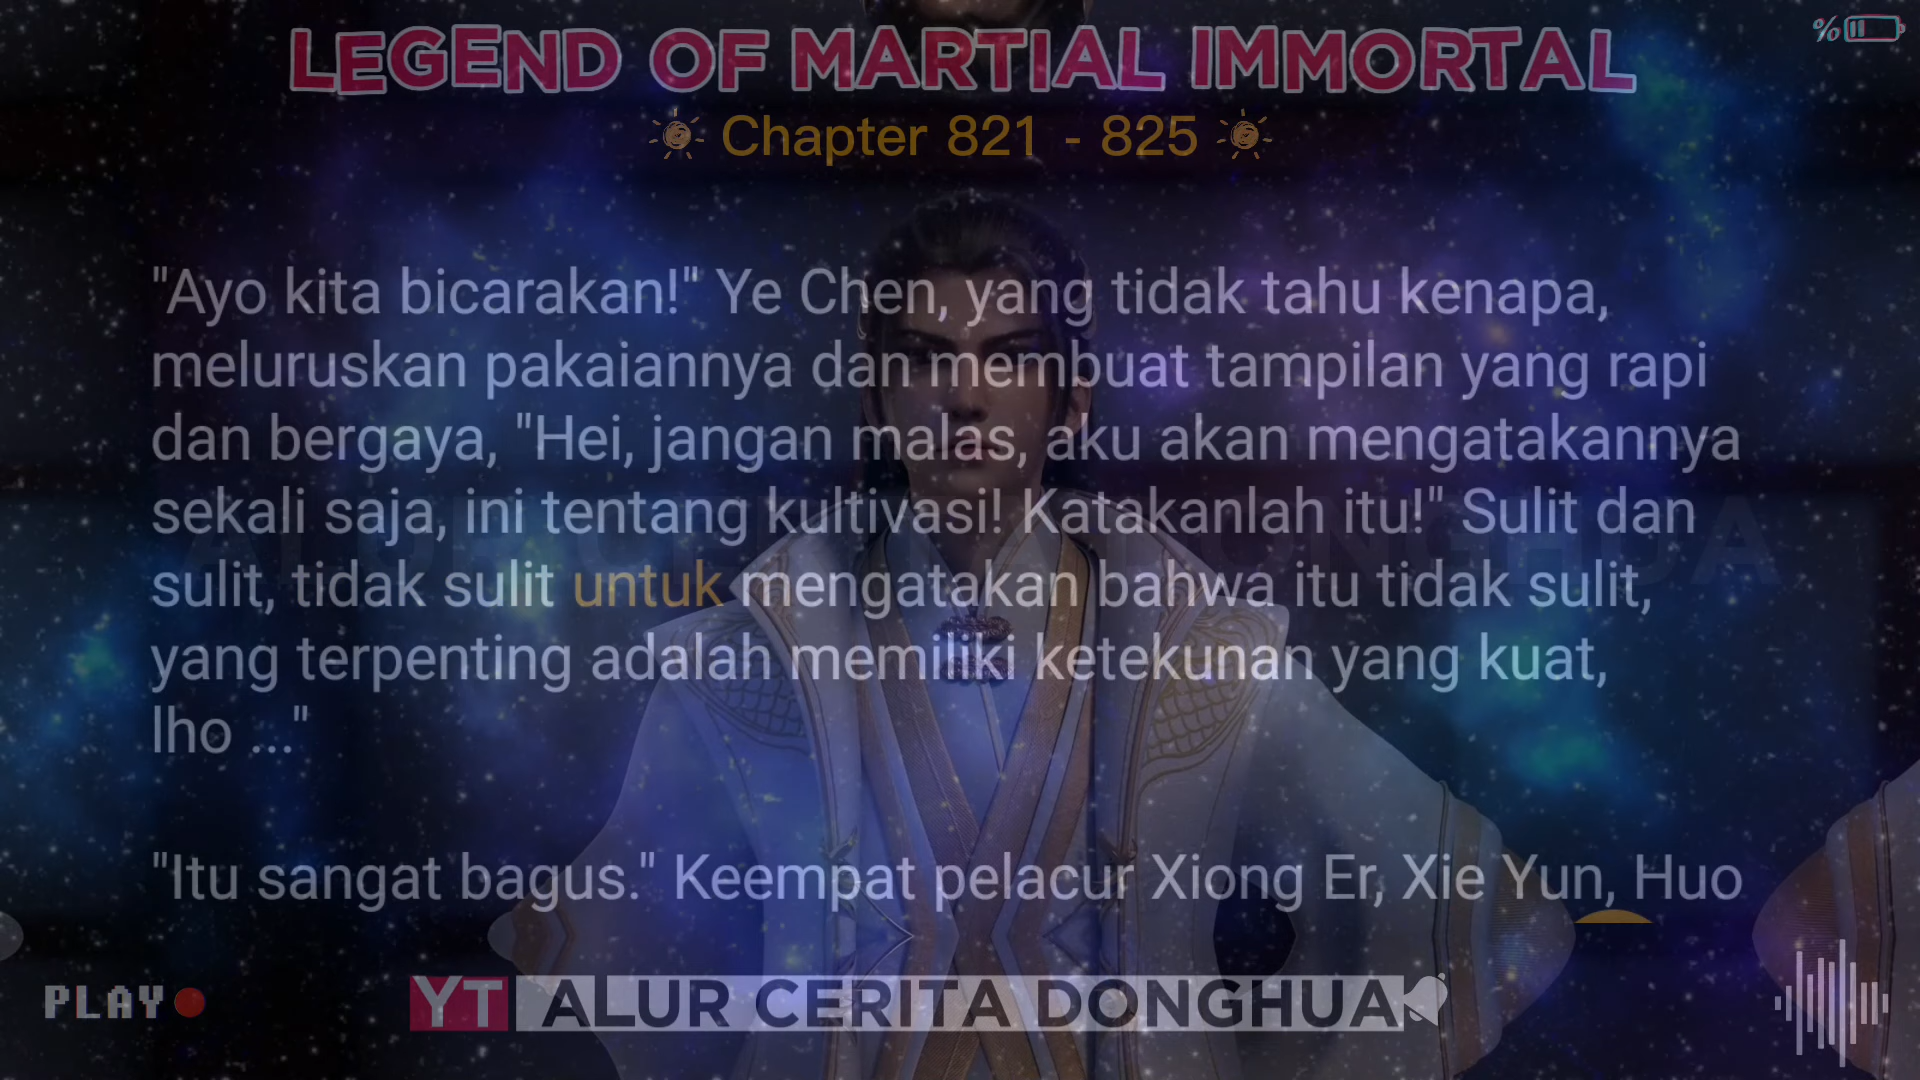 LEGEND OF MARTIAL IMMORTAL
%
Chapter 821 - 825
"Ayo kita bicarakan!" Ye Chen, yang tidak tahu kenapa,
meluruskan pakaiannya dan membuat tampilan yang rapi
dan bergaya, "Hei, jangan malas, aku akan mengatakannya
sekali saja, ini tentang kultivasi! Katakanlah itu!" Sulit dan
sulit, tidak sulit untuk mengatakan bahwa itu tidak sulit,
yang terpenting adalah memiliki ketekunan yang kuat,
lho ..."
"Itu sangat bagus." Keempat pelacur Xiong Er, Xie Yun, Huo
PLAY
YT ALUR CERITA DONGHUA
ALUR CERITA DONGHUA